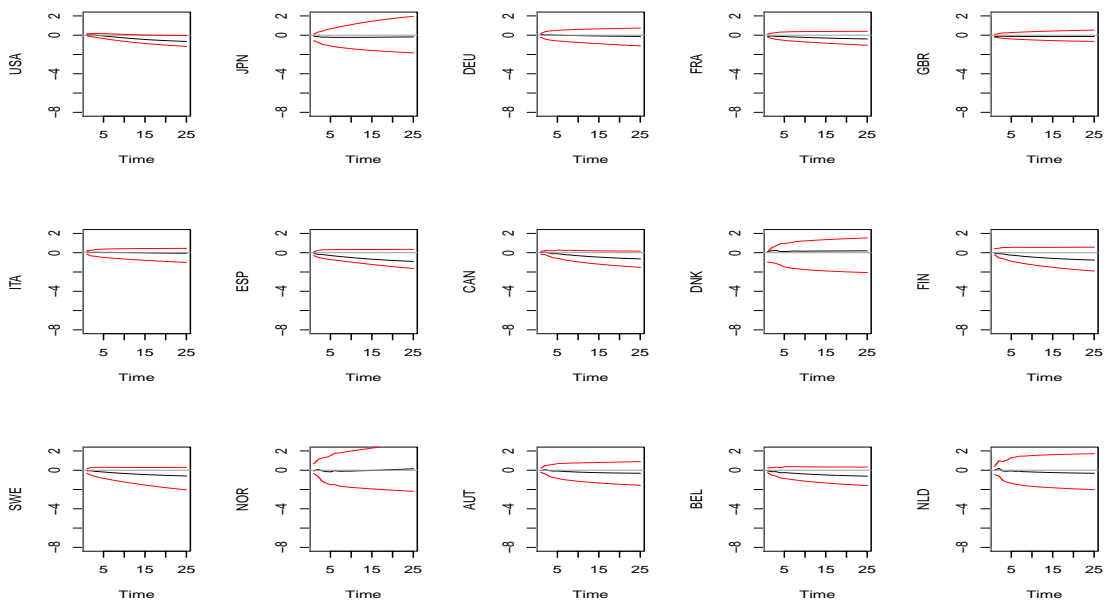 USA 2 0 -4 -8 5 15 25 Time
JPN 2 0 -4 -8 5 15 25 Time
DEU 2 0 -4 -8 5 15 25 Time
FRA 2 0 -4 -8 5 15 25 Time
GBR 2 0 -4 -8 5 15 25 Time
ITA 2 0 -4 -8 5 15 25 Time
ESP 2 0 -4 -8 5 15 25 Time
CAN 2 0 -4 -8 5 15 25 Time
DNK 2 0 -4 -8 5 15 25 Time
FIN 2 0 -4 -8 5 15 25 Time
SWE 2 0 -4 -8 5 15 25 Time
NOR 2 0 -4 -8 5 15 25 Time
AUT 2 0 -4 -8 5 15 25 Time
BEL 2 0 -4 -8 5 15 25 Time
NLD 2 0 -4 -8 5 15 25 Time